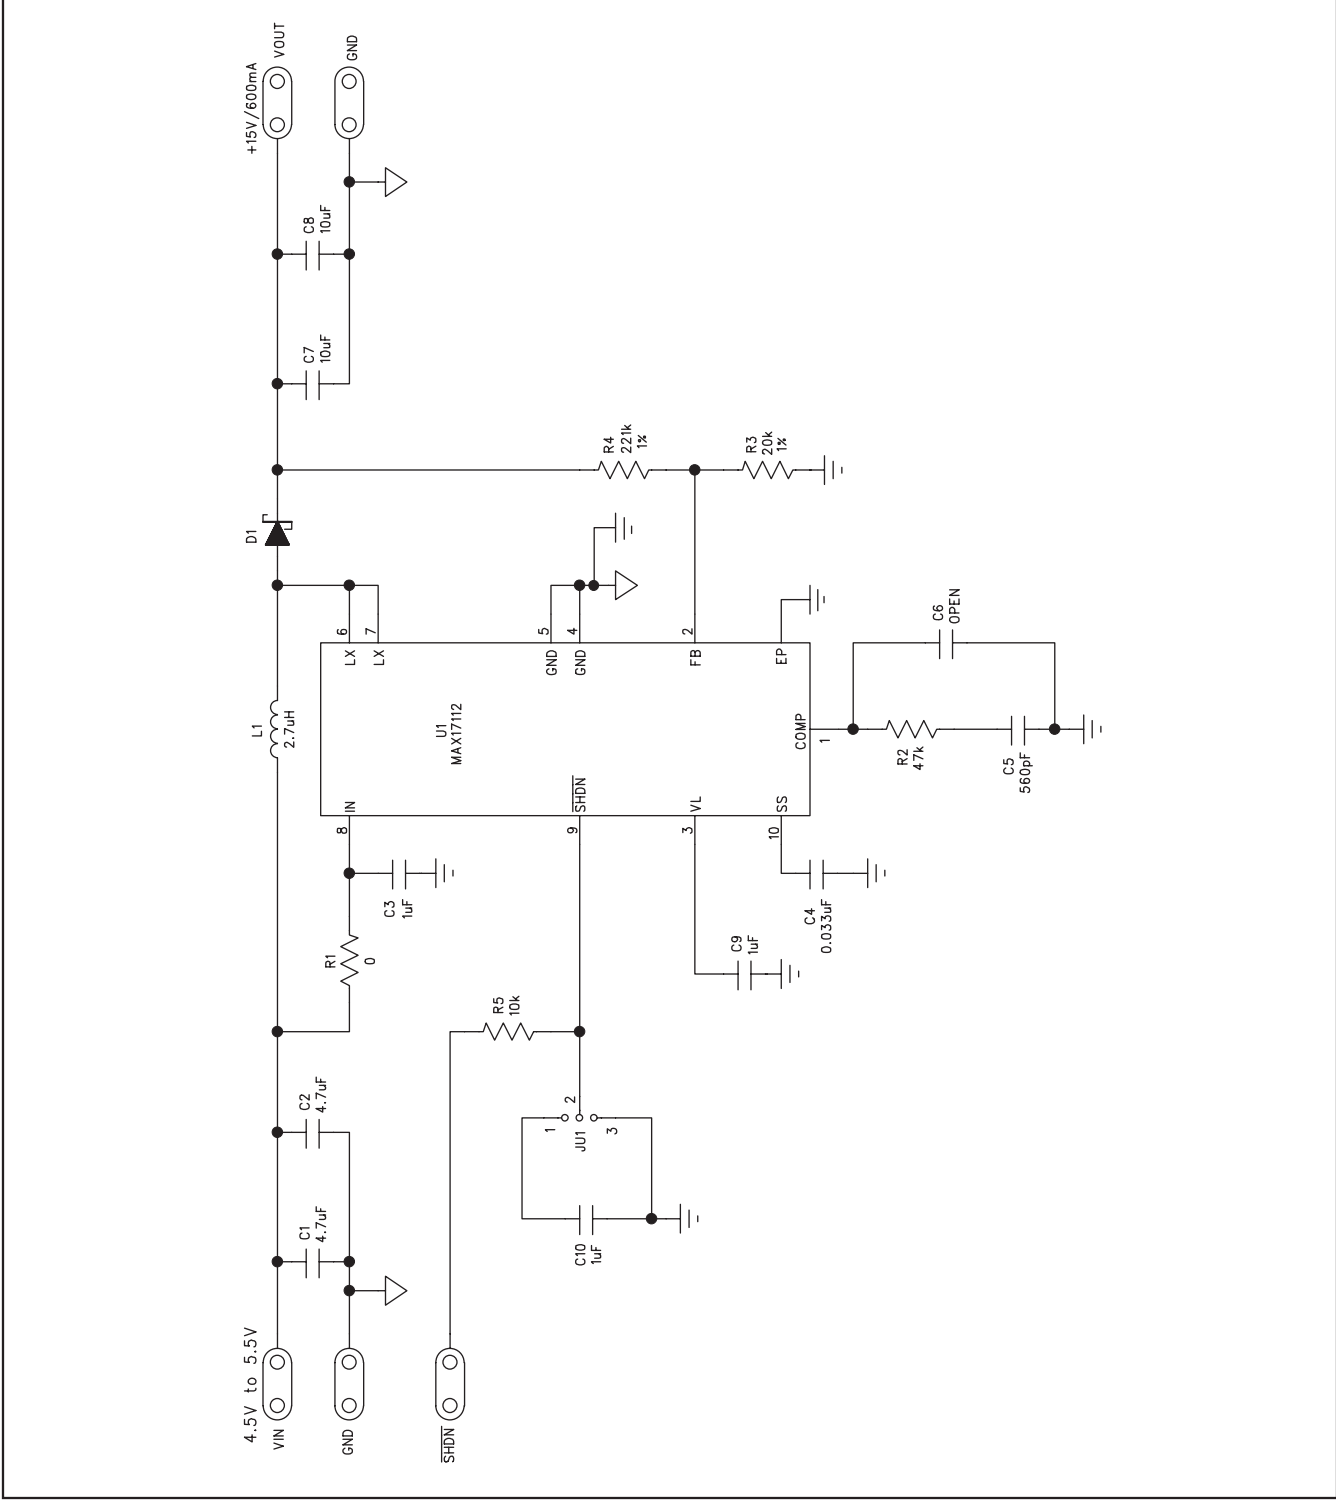 4.5V to 5.5V
VIN
GND
SHDN
C1
4.7uF
C2
4.7uF
R1
0
C3
1uF
R5
10k
JU1
1
2
3
C10
1uF
C9
1uF
C4
0.033uF
L1
2.7uH
U1
MAX17112
8
IN
9
SHDN
3
VL
10
SS
6
LX
7
LX
5
GND
4
GND
2
FB
EP
COMP
1
R2
47k
C5
560pF
C6
OPEN
D1
R4
221k
1%
R3
20k
1%
C7
10uF
C8
10uF
+15V/600mA
VOUT
GND